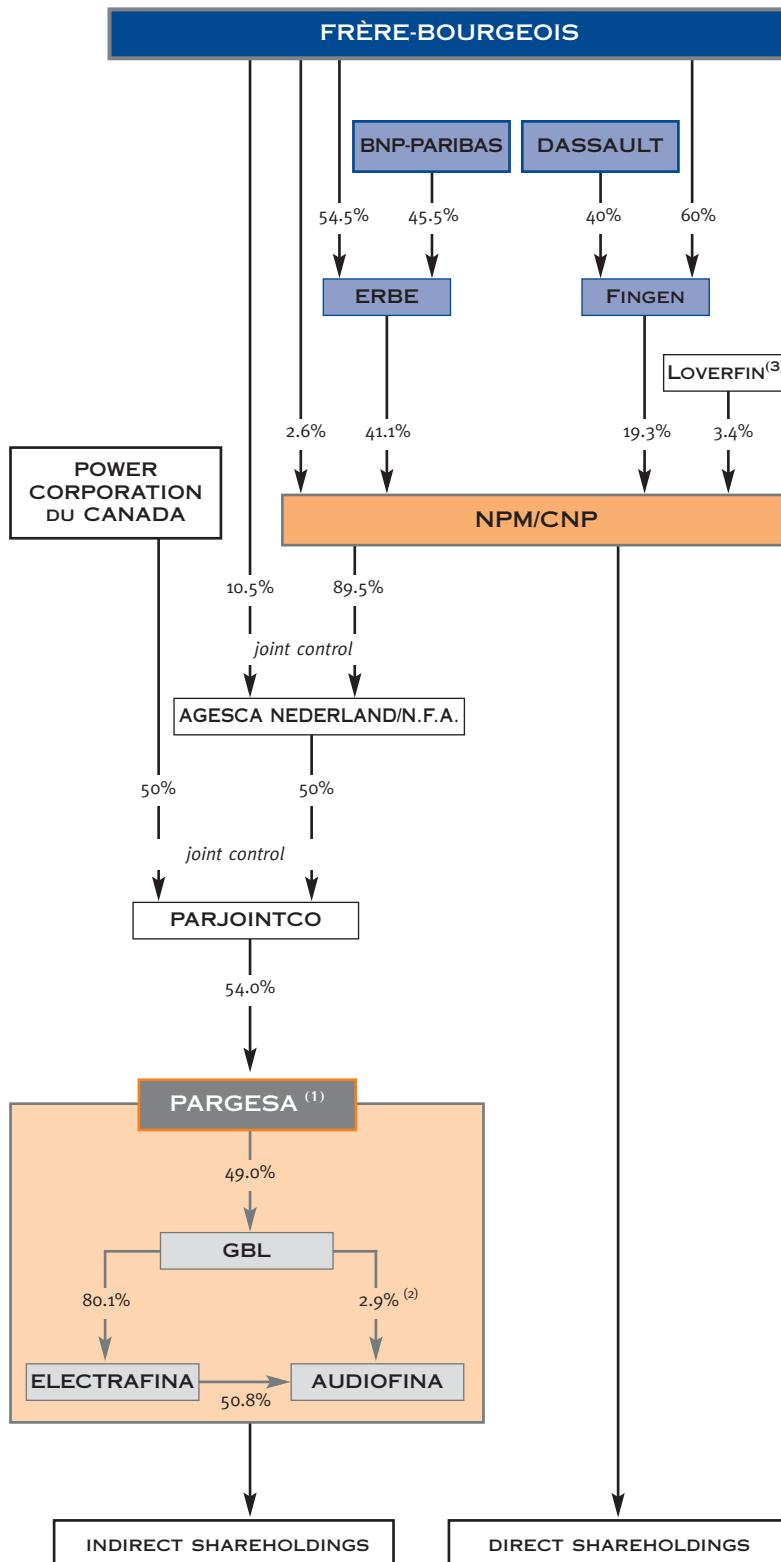 FRÈRE-BOURGEOIS
BNP-PARIBAS
DASSAULT
54.5%
45.5%
40%
60%
ERBE
FINGEN
LOVERFIN(3)
2.6%
41.1%
19.3%
3.4%
POWER
CORPORATION
DU CANADA
NPM/CNP
10.5%
89.5%
joint control
AGESCA NEDERLAND/N.F.A.
50%
50%
joint control
PARJOINTCO
54.0%
PARGESA (1)
49.0%
GBL
80.1%
2.9% (2)
ELECTRAFINA
AUDIOFINA
50.8%
INDIRECT SHAREHOLDINGS
DIRECT SHAREHOLDINGS